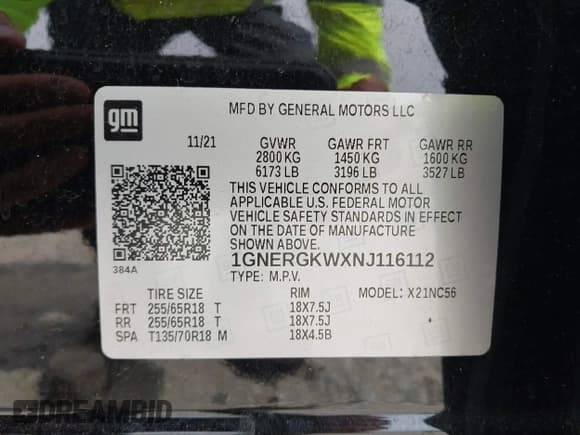 gm
MFD BY GENERAL MOTORS LLC
11/21 GVWR GAWR FRT GAWR RR
2800 KG 1450 KG 1600 KG
6173 LB 3196 LB 3527 LB
THIS VEHICLE CONFORMS TO ALL
APPLICABLE U.S. FEDERAL MOTOR
VEHICLE SAFETY STANDARDS IN EFFECT
ON THE DATE OF MANUFACTURE
SHOWN ABOVE.
384A
1GNERGKWXNJ116112
TYPE: M.P.V.
TIRE SIZE RIM MODEL: X21NC56
FRT 255/65R18 T 18X7.5J
RR 255/65R18 T 18X7.5J
SPA T135/70R18 M 18X4.5B
DREAMBID